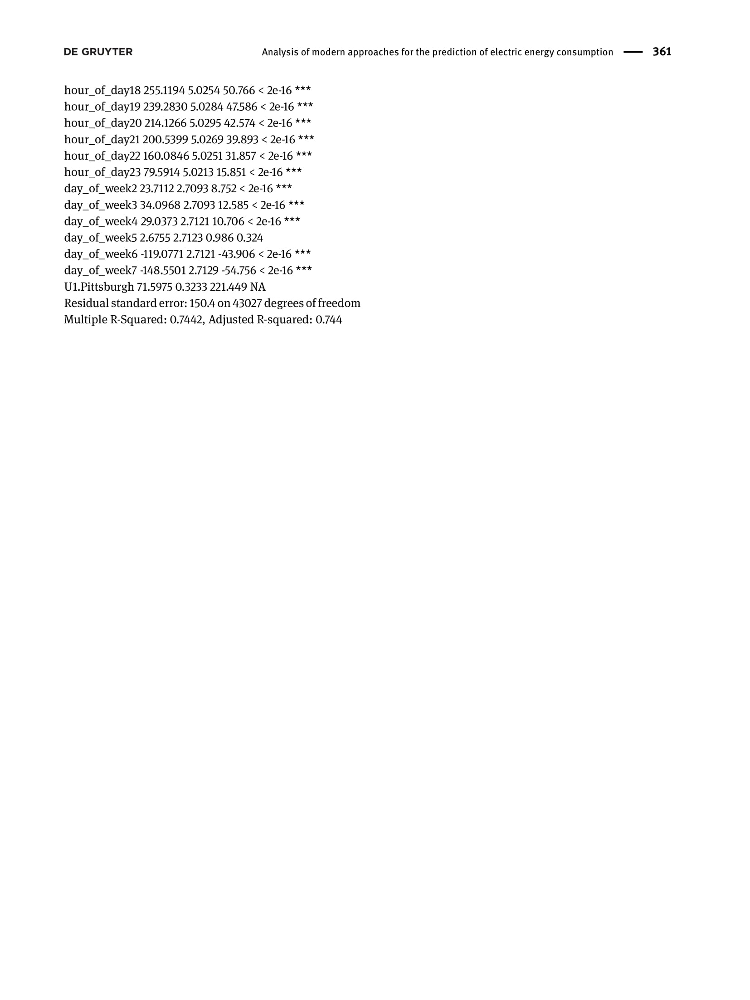 DE GRUYTER Analysis of modern approaches for the prediction of electric energy consumption — 361
hour_of_day18 255.1194 5.0254 50.766 < 2e-16 ***
hour_of_day19 239.2830 5.0284 47.586 < 2e-16 ***
hour_of_day20 214.1266 5.0295 42.574 < 2e-16 ***
hour_of_day21 200.5399 5.0269 39.893 < 2e-16 ***
hour_of_day22 160.0846 5.0251 31.857 < 2e-16 ***
hour_of_day23 79.5914 5.0213 15.851 < 2e-16 ***
day_of_week2 23.7112 2.7093 8.752 < 2e-16 ***
day_of_week3 34.0968 2.7093 12.585 < 2e-16 ***
day_of_week4 29.0373 2.7121 10.706 < 2e-16 ***
day_of_week5 2.6755 2.7123 0.986 0.324
day_of_week6 -119.0771 2.7121 -43.906 < 2e-16 ***
day_of_week7 -148.5501 2.7129 -54.756 < 2e-16 ***
U1.Pittsburgh 71.5975 0.3233 221.449 NA
Residual standard error: 150.4 on 43027 degrees of freedom
Multiple R-Squared: 0.7442, Adjusted R-squared: 0.744